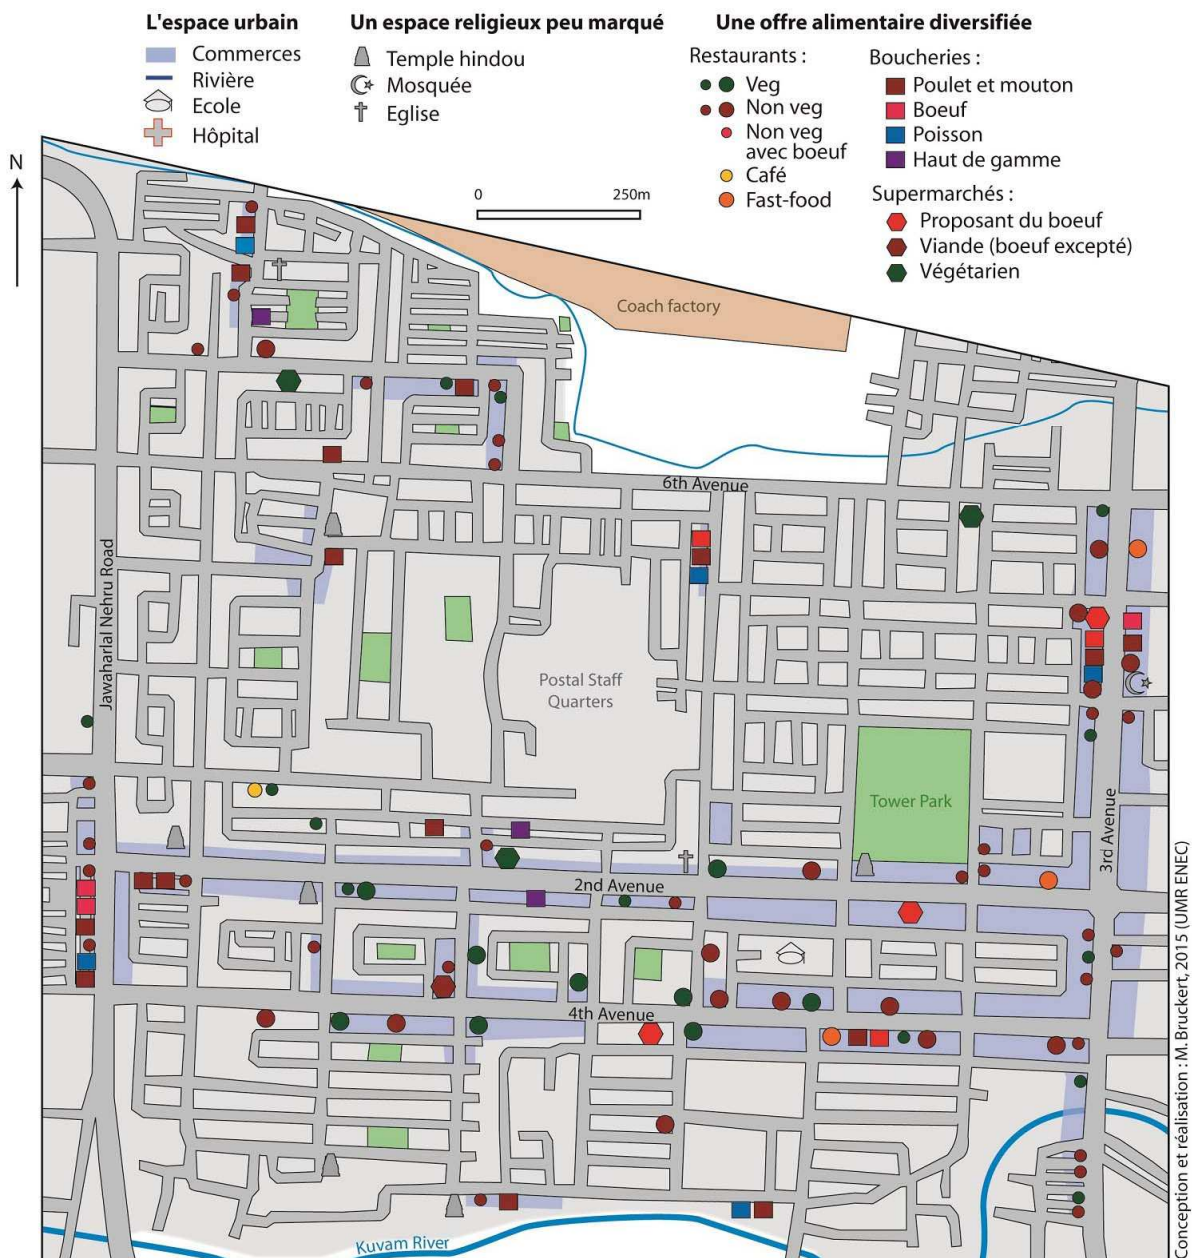 L'espace urbain
Commerces
Rivière
Ecole
Hôpital
Un espace religieux peu marqué
Temple hindou
Mosquée
Eglise
Une offre alimentaire diversifiée
Restaurants :
Veg
Non veg
Non veg
avec boeuf
Café
Fast-food
Boucheries :
Poulet et mouton
Boeuf
Poisson
Haut de gamme
Supermarchés :
Proposant du boeuf
Viande (boeuf excepté)
Végétarien
N
0 250m
Coach factory
6th Avenue
Jawaharlal Nehru Road
Postal Staff
Quarters
Tower Park
3rd Avenue
2nd Avenue
4th Avenue
Kuvam River
Conception et réalisation : M. Bruckert, 2015 (UMR ENEC)